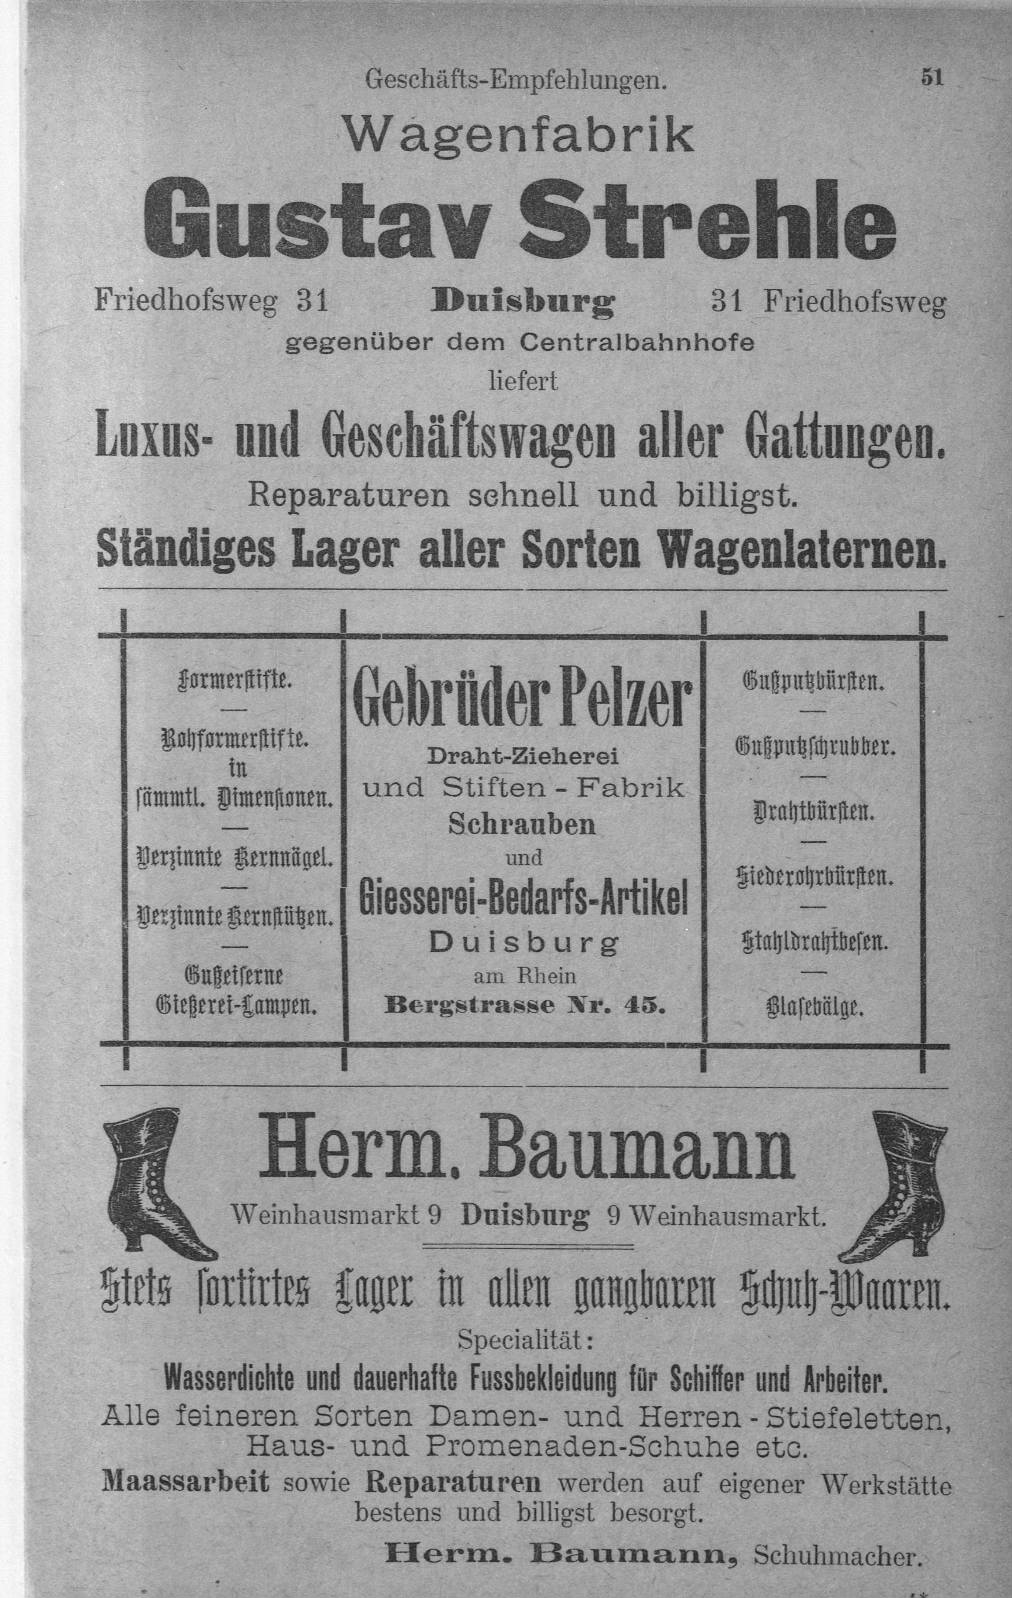 Geschäfts-Empfehlungen. 51
Wagenfabrik
Gustav Strehle
Friedhofsweg 31 Duisburg 31 Friedhofsweg
gegenüber dem Centralbahnhofe
liefert
Luxus- und Geschäftswagen aller Gattungen.
Reparaturen schnell und billigst.
Ständiges Lager aller Sorten Wagenlaternen.
Formerstifte.
Rohformerstifte.
in
sämmtl. Dimensionen.
Verzinnte Kernnägel.
Verzinnte Kernstützen.
Gußeiserne
Gießerei-Lampen.
Gebrüder Pelzer
Draht-Zieherei
und Stiften-Fabrik
Schrauben
und
Giesserei-Bedarfs-Artikel
Duisburg
am Rhein
Bergstrasse Nr. 45.
Gußputzbürsten.
Gußputzschrubber.
Drahtbürsten.
Siederohrbürsten.
Stahldrahtbesen.
Blasebälge.
Herm. Baumann
Weinhausmarkt 9 Duisburg 9 Weinhausmarkt.
Stets sortirtes Lager in allen gangbaren Schuh-Waaren.
Specialität:
Wasserdichte und dauerhafte Fussbekleidung für Schiffer und Arbeiter.
Alle feineren Sorten Damen- und Herren-Stiefeletten,
Haus- und Promenaden-Schuhe etc.
Maassarbeit sowie Reparaturen werden auf eigener Werkstätte
bestens und billigst besorgt.
Herm. Baumann, Schuhmacher.